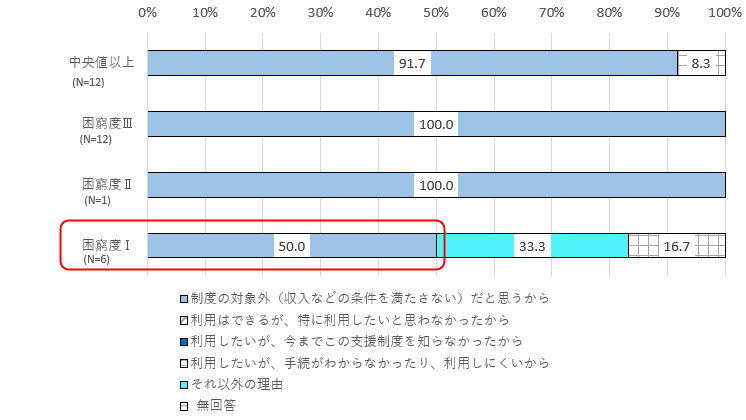 0% 10% 20% 30% 40% 50% 60% 70% 80% 90% 100%
中央値以上 91.7 8.3
(N=12)
困窮度Ⅲ 100.0
(N=12)
困窮度Ⅱ 100.0
(N=1)
困窮度Ⅰ 50.0 33.3 16.7
(N=6)
制度の対象外（収入などの条件を満たさない）だと思うから
利用はできるが、特に利用したいと思わなかったから
利用したいが、今までこの支援制度を知らなかったから
利用したいが、手続がわからなかったり、利用しにくいから
それ以外の理由
無回答